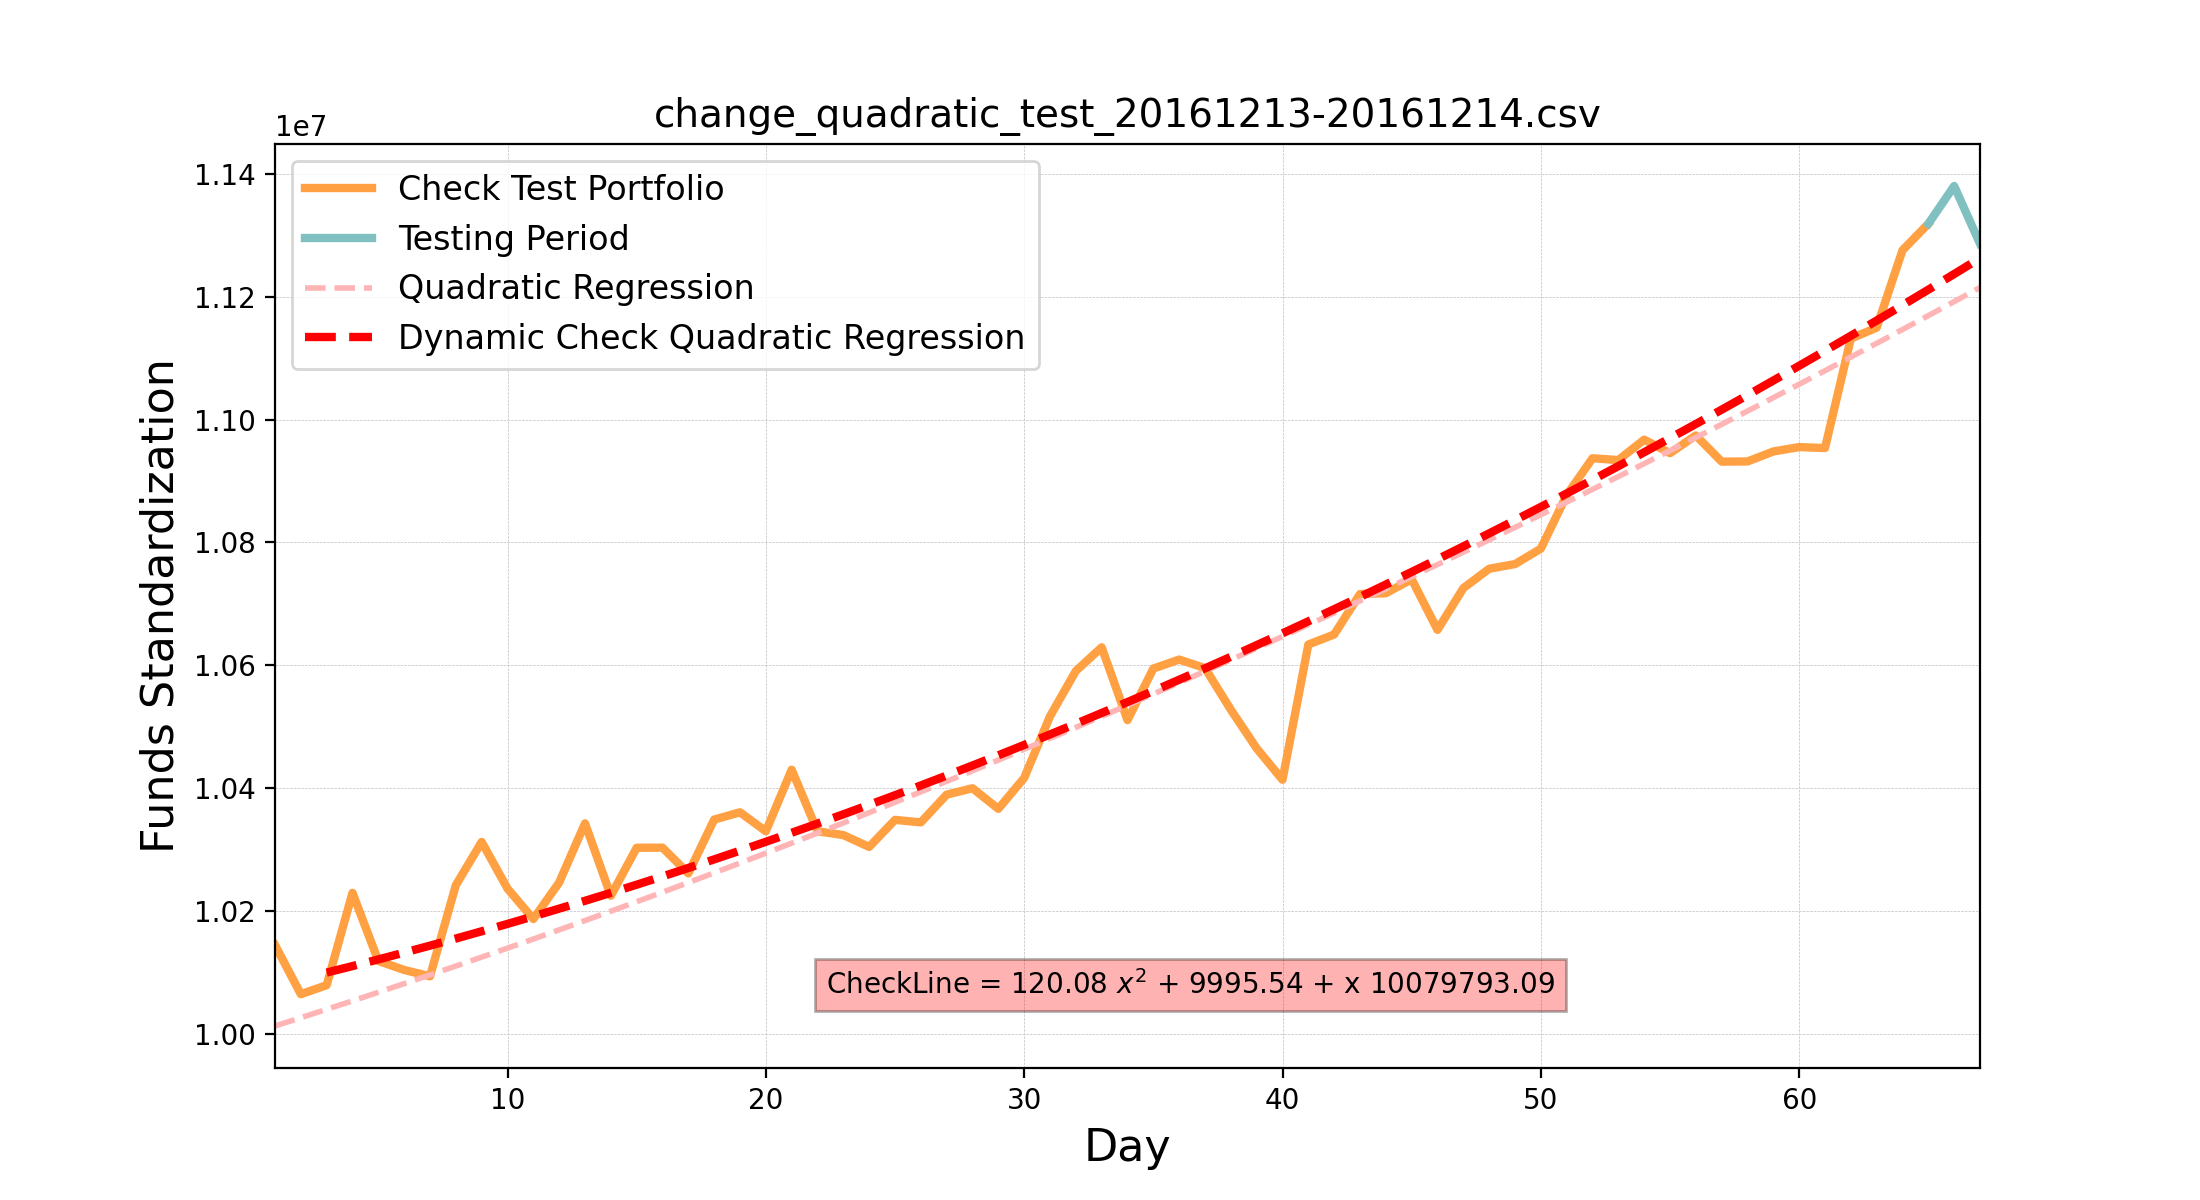 change_quadratic_test_20161213-20161214.csv
1e7
Check Test Portfolio
Testing Period
Quadratic Regression
Dynamic Check Quadratic Regression
1.14
1.12
1.10
1.08
1.06
1.04
1.02
1.00
Funds Standardization
CheckLine = 120.08 x² + 9995.54 + x 10079793.09
10 20 30 40 50 60
Day